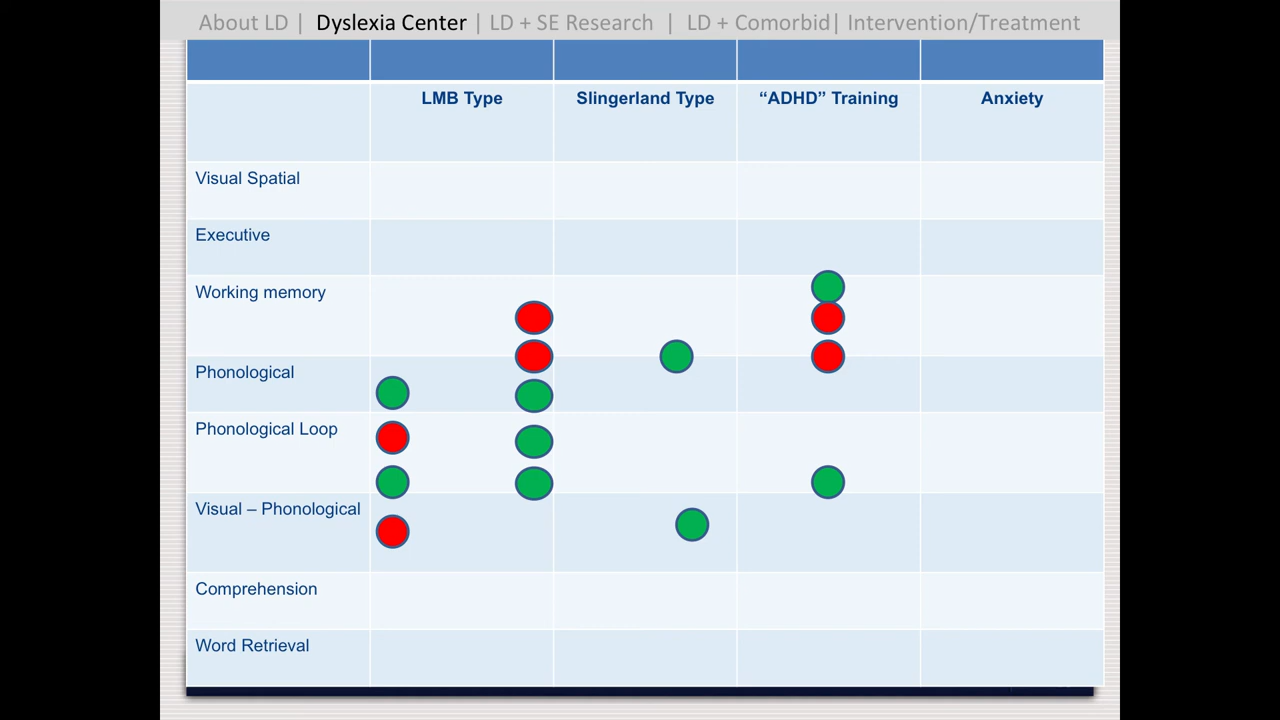 About LD | Dyslexia Center | LD + SE Research | LD + Comorbid| Intervention/Treatment
LMB Type Slingerland Type “ADHD” Training Anxiety
Visual Spatial
Executive
Working memory
Phonological
Phonological Loop
Visual – Phonological
Comprehension
Word Retrieval